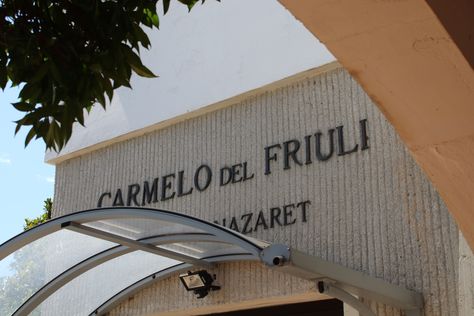 CARMELO DEL FRIULI
NAZARET